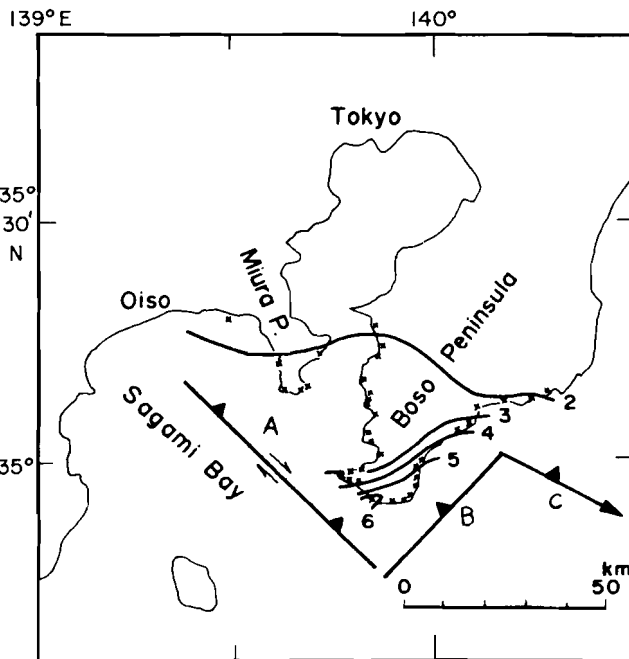 139° E
140°
Tokyo
35°
30'
N
Miura P.
Oiso
Boso Peninsula
2
3
Sagami Bay
A
4
35°
5
6
B
C
km
0
50